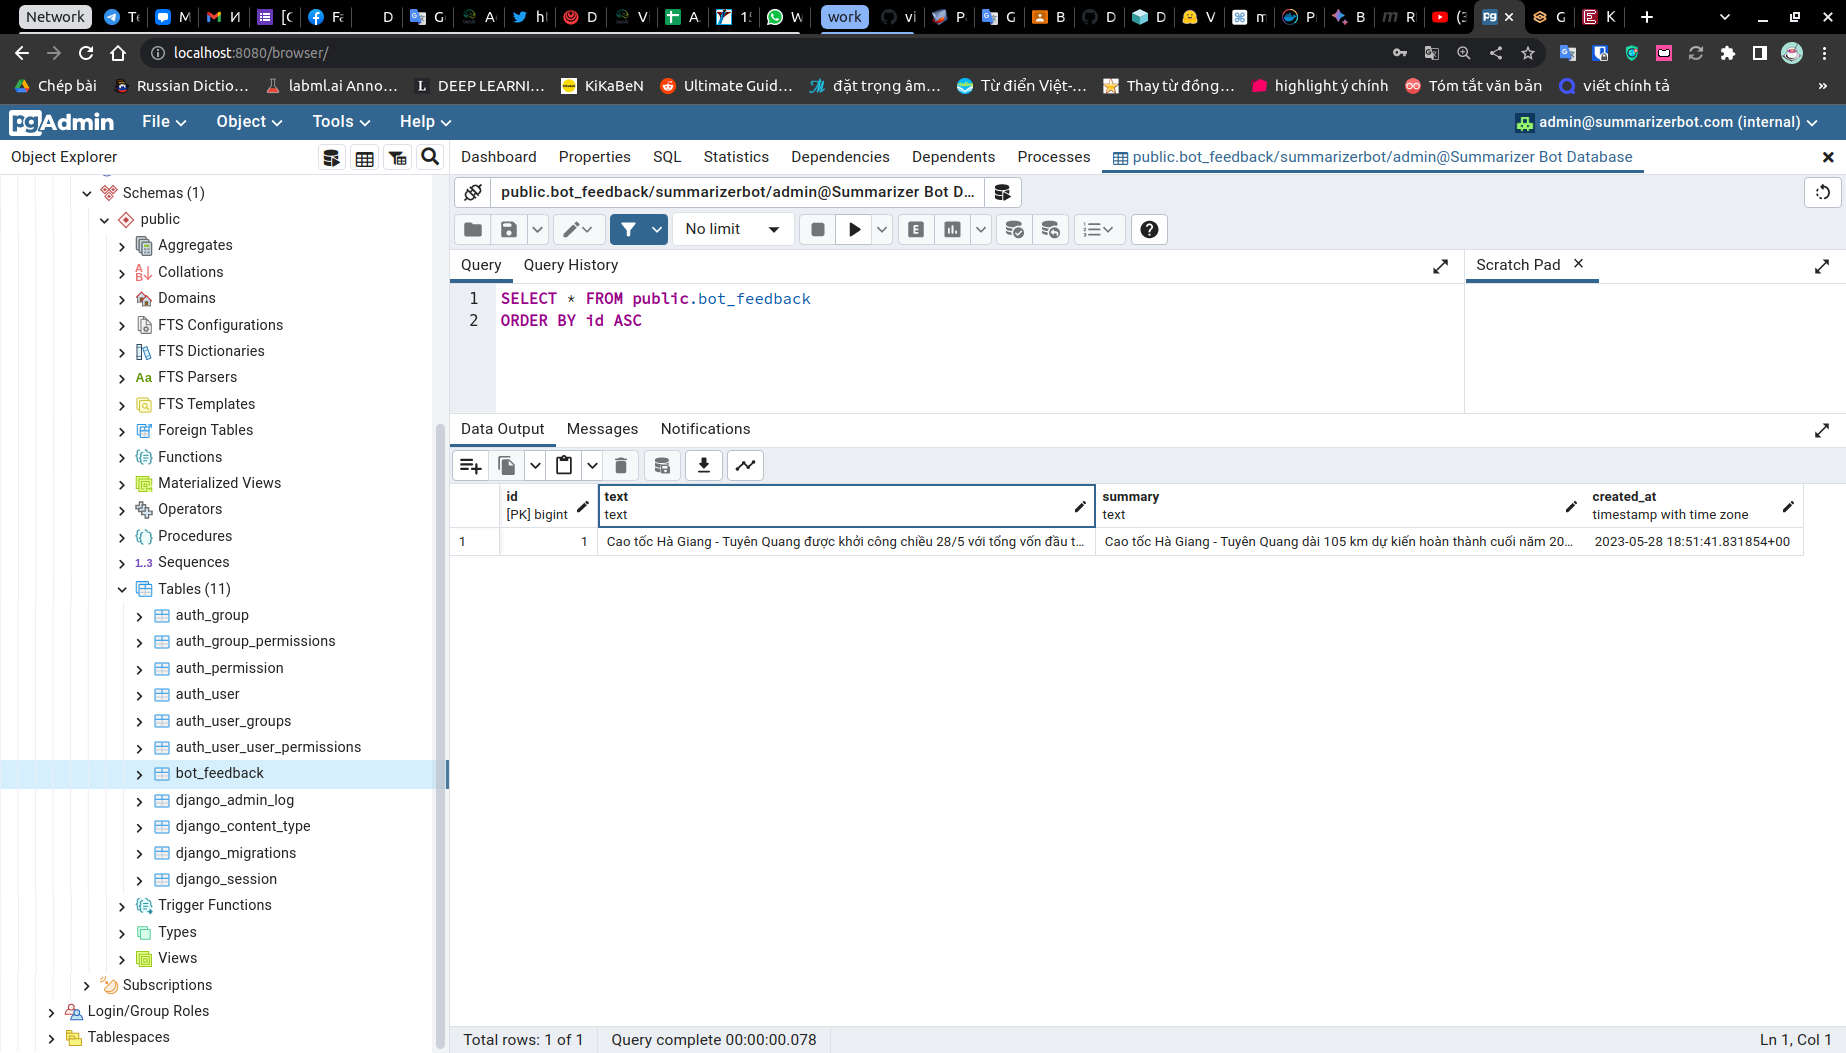 Network
work
localhost:8080/browser/
Chép bài
Russian Dictio...
labml.ai Anno...
DEEP LEARNI...
KiKaBeN
Ultimate Guid...
đặt trọng âm...
Từ điển Việt-...
Thay từ đồng...
highlight ý chính
Tóm tắt văn bản
viết chính tả
»
pgAdmin
File
Object
Tools
Help
admin@summarizerbot.com (internal)
Object Explorer
Dashboard
Properties
SQL
Statistics
Dependencies
Dependents
Processes
public.bot_feedback/summarizerbot/admin@Summarizer Bot Database
Schemas (1)
public
Aggregates
Collations
Domains
FTS Configurations
FTS Dictionaries
Aa FTS Parsers
FTS Templates
Foreign Tables
Functions
Materialized Views
Operators
Procedures
1..3 Sequences
Tables (11)
auth_group
auth_group_permissions
auth_permission
auth_user
auth_user_groups
auth_user_user_permissions
bot_feedback
django_admin_log
django_content_type
django_migrations
django_session
Trigger Functions
Types
Views
Subscriptions
Login/Group Roles
Tablespaces
public.bot_feedback/summarizerbot/admin@Summarizer Bot D...
No limit
E
Query
Query History
Scratch Pad
1 SELECT * FROM public.bot_feedback
2 ORDER BY id ASC
Data Output
Messages
Notifications
id
[PK] bigint
text
text
summary
text
created_at
timestamp with time zone
1
1
Cao tốc Hà Giang - Tuyên Quang được khởi công chiều 28/5 với tổng vốn đầu t...
Cao tốc Hà Giang - Tuyên Quang dài 105 km dự kiến hoàn thành cuối năm 20...
2023-05-28 18:51:41.831854+00
Total rows: 1 of 1
Query complete 00:00:00.078
Ln 1, Col 1